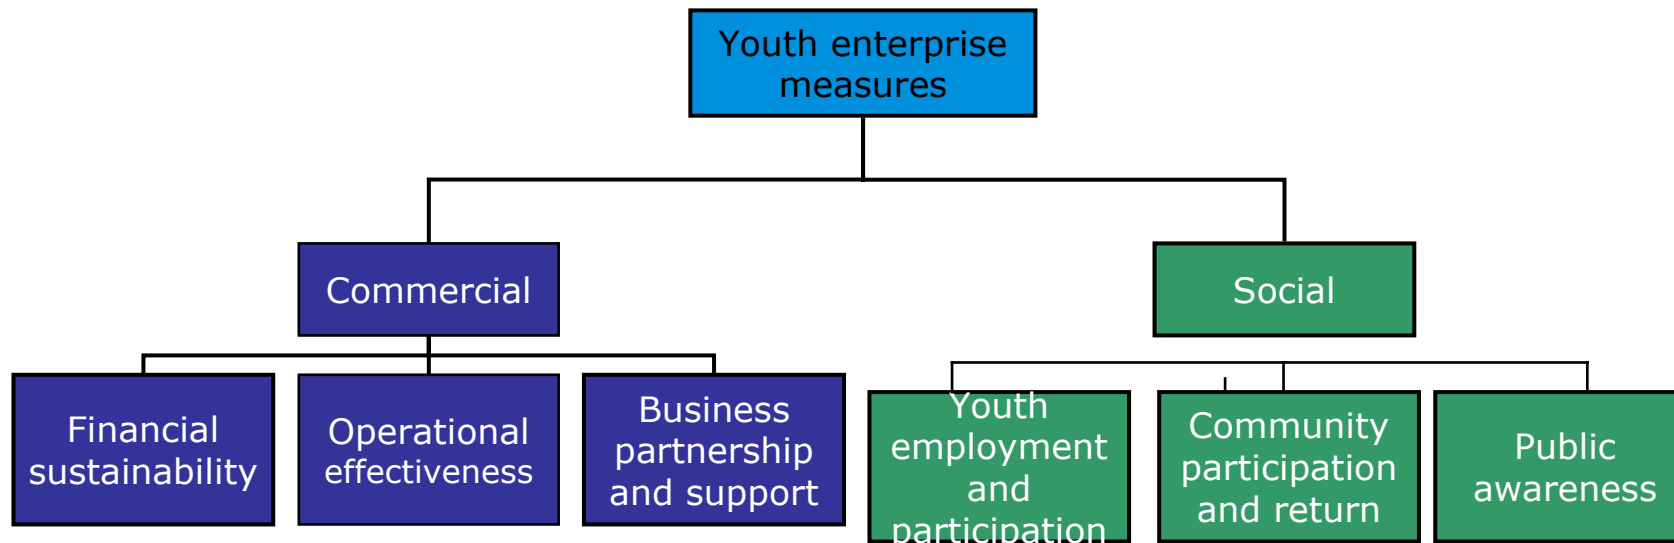 Youth enterprise
measures
Commercial
Social
Financial
sustainability
Operational
effectiveness
Business
partnership
and support
Youth
employment
and
participation
Community
participation
and return
Public
awareness